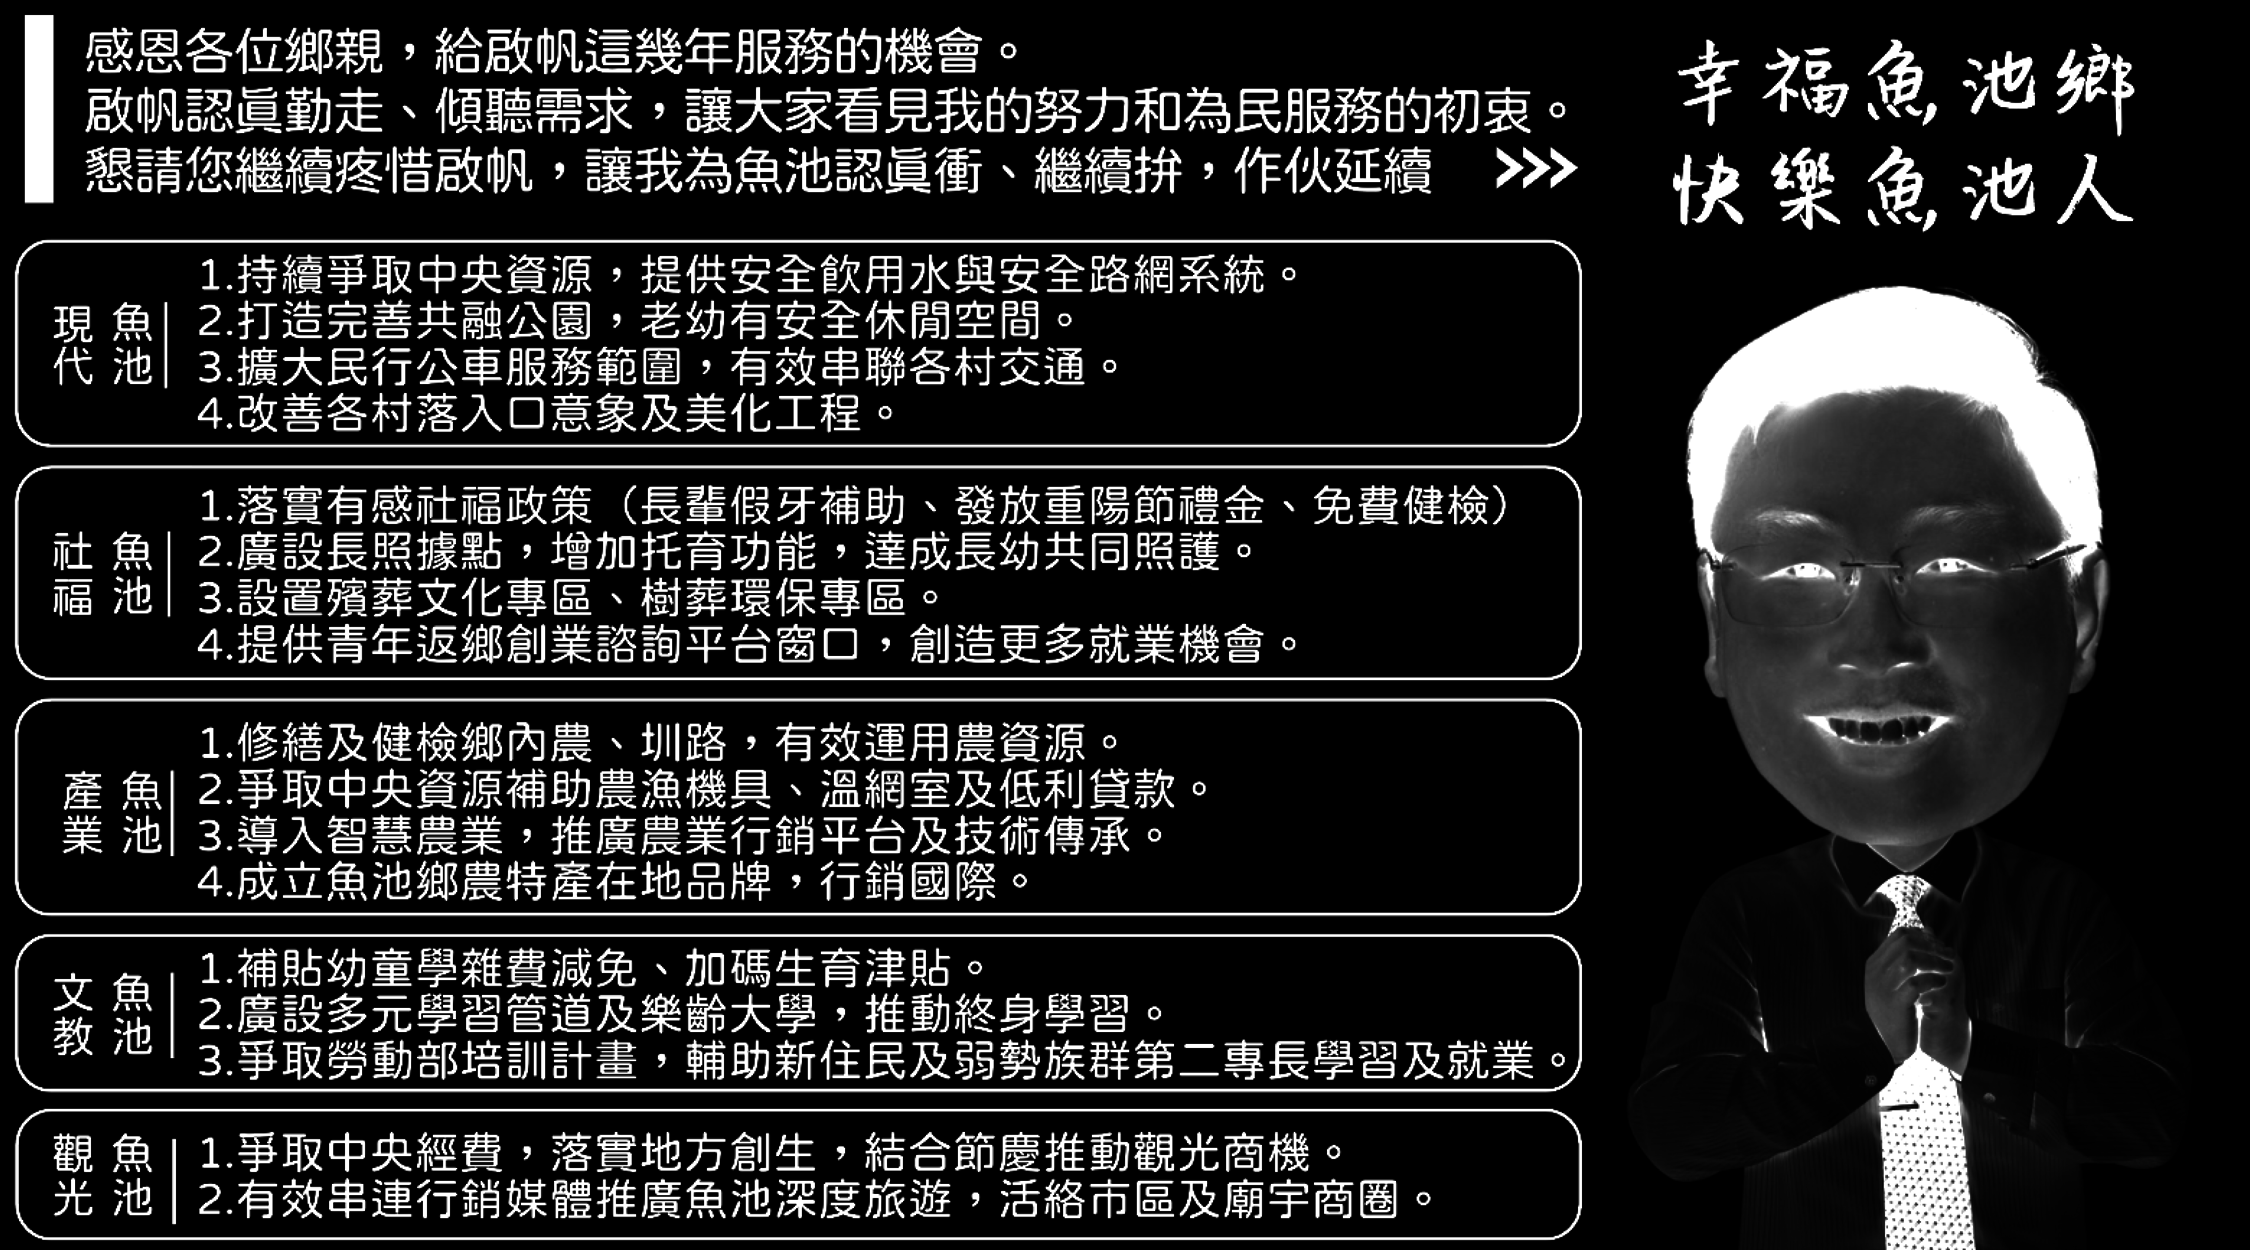 感恩各位鄉親，給啟帆這幾年服務的機會。
啟帆認眞勤走、傾聽需求，讓大家看見我的努力和為民服務的初衷。
懇請您繼續疼惜啟帆，讓我為魚池認眞衝、繼續拚，作伙延續 >>>
幸福魚池鄉
快樂魚池人
魚池
現代
1.持續爭取中央資源，提供安全飲用水與安全路網系統。
2.打造完善共融公園，老幼有安全休閒空間。
3.擴大民行公車服務範圍，有效串聯各村交通。
4.改善各村落入口意象及美化工程。
魚池
社福
1.落實有感社福政策（長輩假牙補助、發放重陽節禮金、免費健檢）
2.廣設長照據點，增加托育功能，達成長幼共同照護。
3.設置殯葬文化專區、樹葬環保專區。
4.提供青年返鄉創業諮詢平台窗口，創造更多就業機會。
魚池
產業
1.修繕及健檢鄉內農、圳路，有效運用農資源。
2.爭取中央資源補助農漁機具、溫網室及低利貸款。
3.導入智慧農業，推廣農業行銷平台及技術傳承。
4.成立魚池鄉農特產在地品牌，行銷國際。
魚池
文教
1.補貼幼童學雜費減免、加碼生育津貼。
2.廣設多元學習管道及樂齡大學，推動終身學習。
3.爭取勞動部培訓計畫，輔助新住民及弱勢族群第二專長學習及就業。
魚池
觀光
1.爭取中央經費，落實地方創生，結合節慶推動觀光商機。
2.有效串連行銷媒體推廣魚池深度旅遊，活絡市區及廟宇商圈。